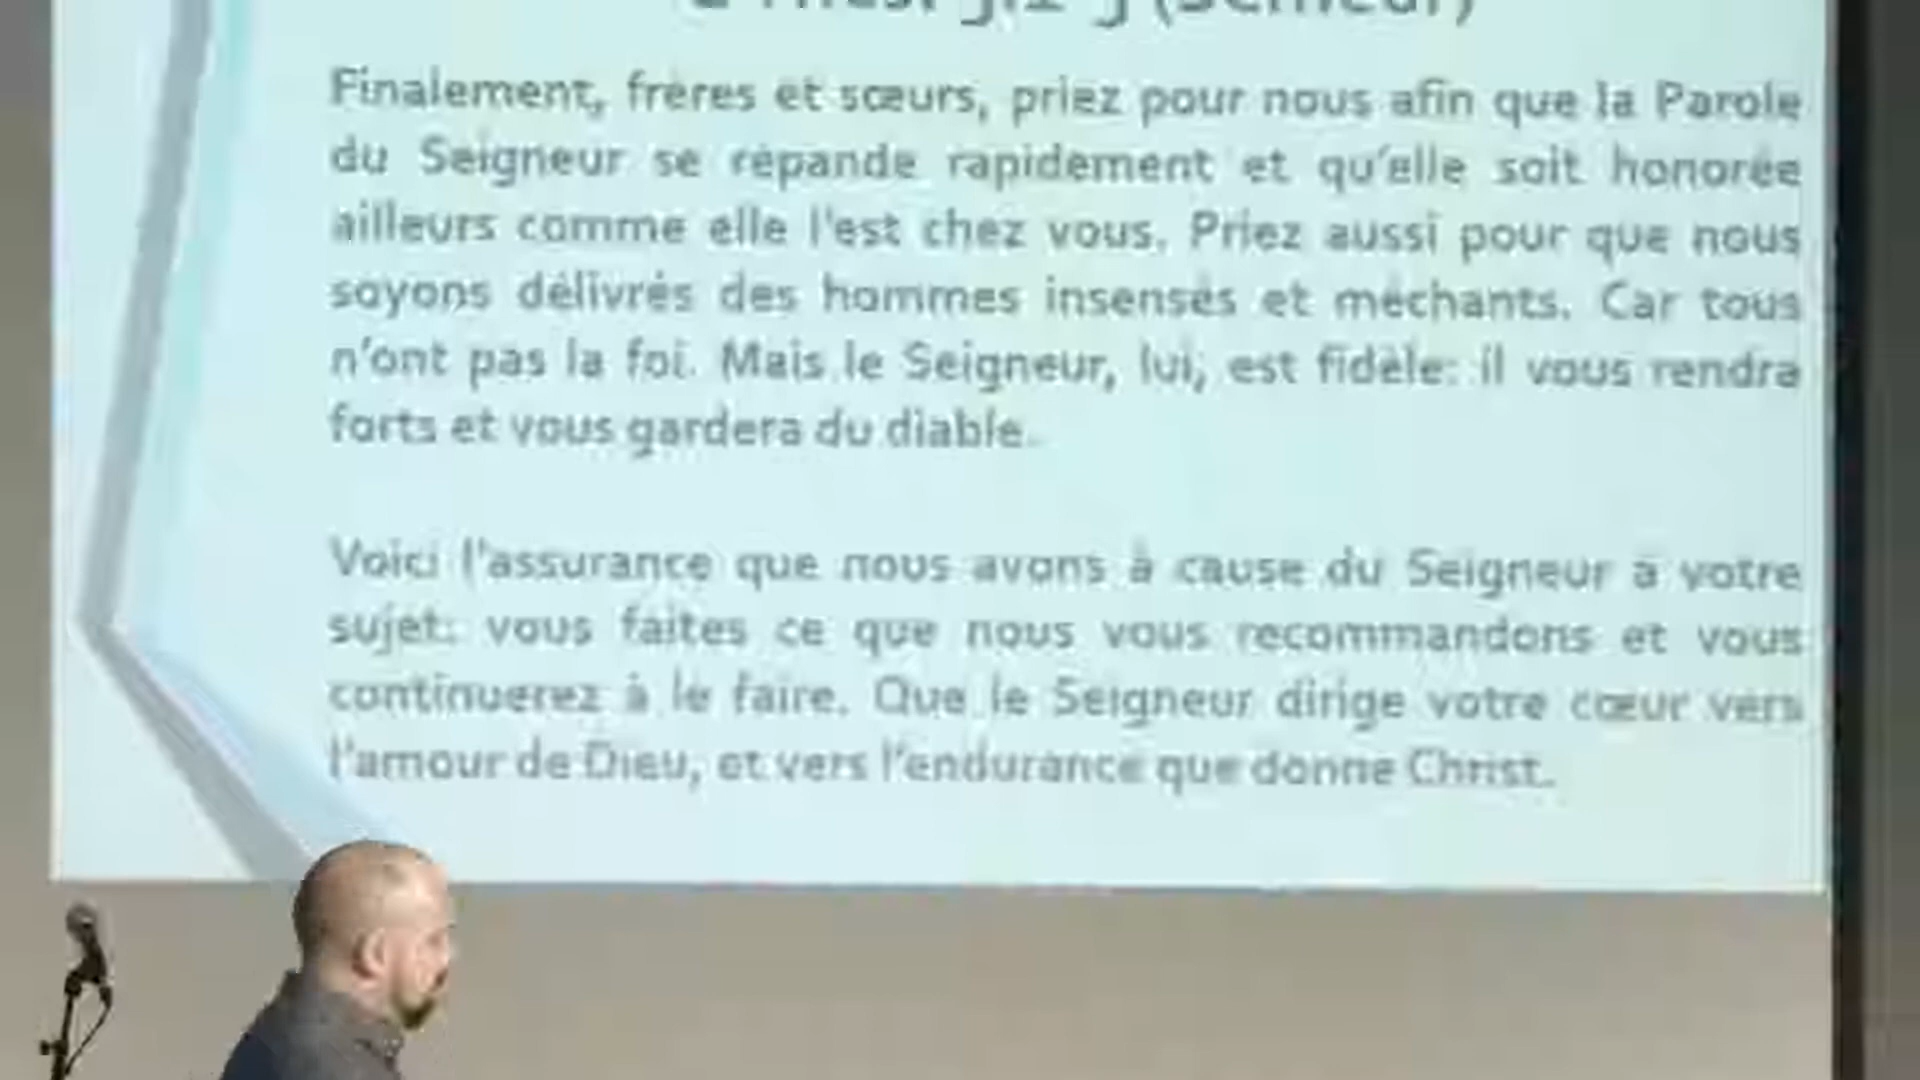 (Semeur)
Finalement, frères et sœurs, priez pour nous afin que la Parole
du Seigneur se répande rapidement et qu'elle soit honorée
ailleurs comme elle l'est chez vous. Priez aussi pour que nous
soyons délivrés des hommes insensés et méchants. Car tous
n'ont pas la foi. Mais le Seigneur, lui, est fidèle: il vous rendra
forts et vous gardera du diable.
Voici l'assurance que nous avons à cause du Seigneur à votre
sujet: vous faites ce que nous vous recommandons et vous
continuerez à le faire. Que le Seigneur dirige votre cœur vers
l'amour de Dieu, et vers l'endurance que donne Christ.